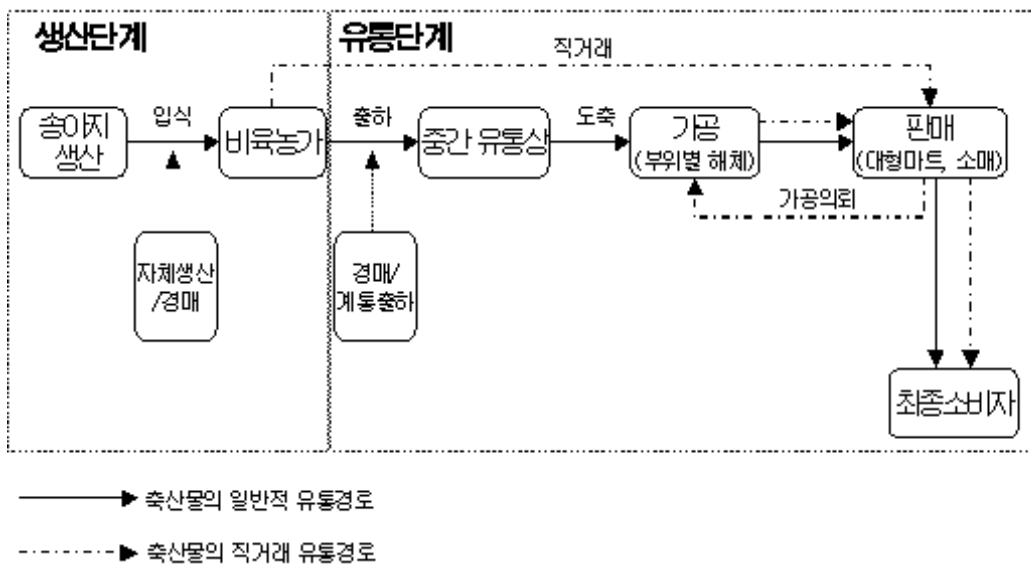 생산단계
유통단계
직거래
송아지
생산
입식
비육농가
출하
중간 유통상
도축
가공
(부위별 해체)
판매
(대형마트, 소매)
가공의뢰
자체생산
/경매
경매/
계통출하
최종소비자
축산물의 일반적 유통경로
축산물의 직거래 유통경로